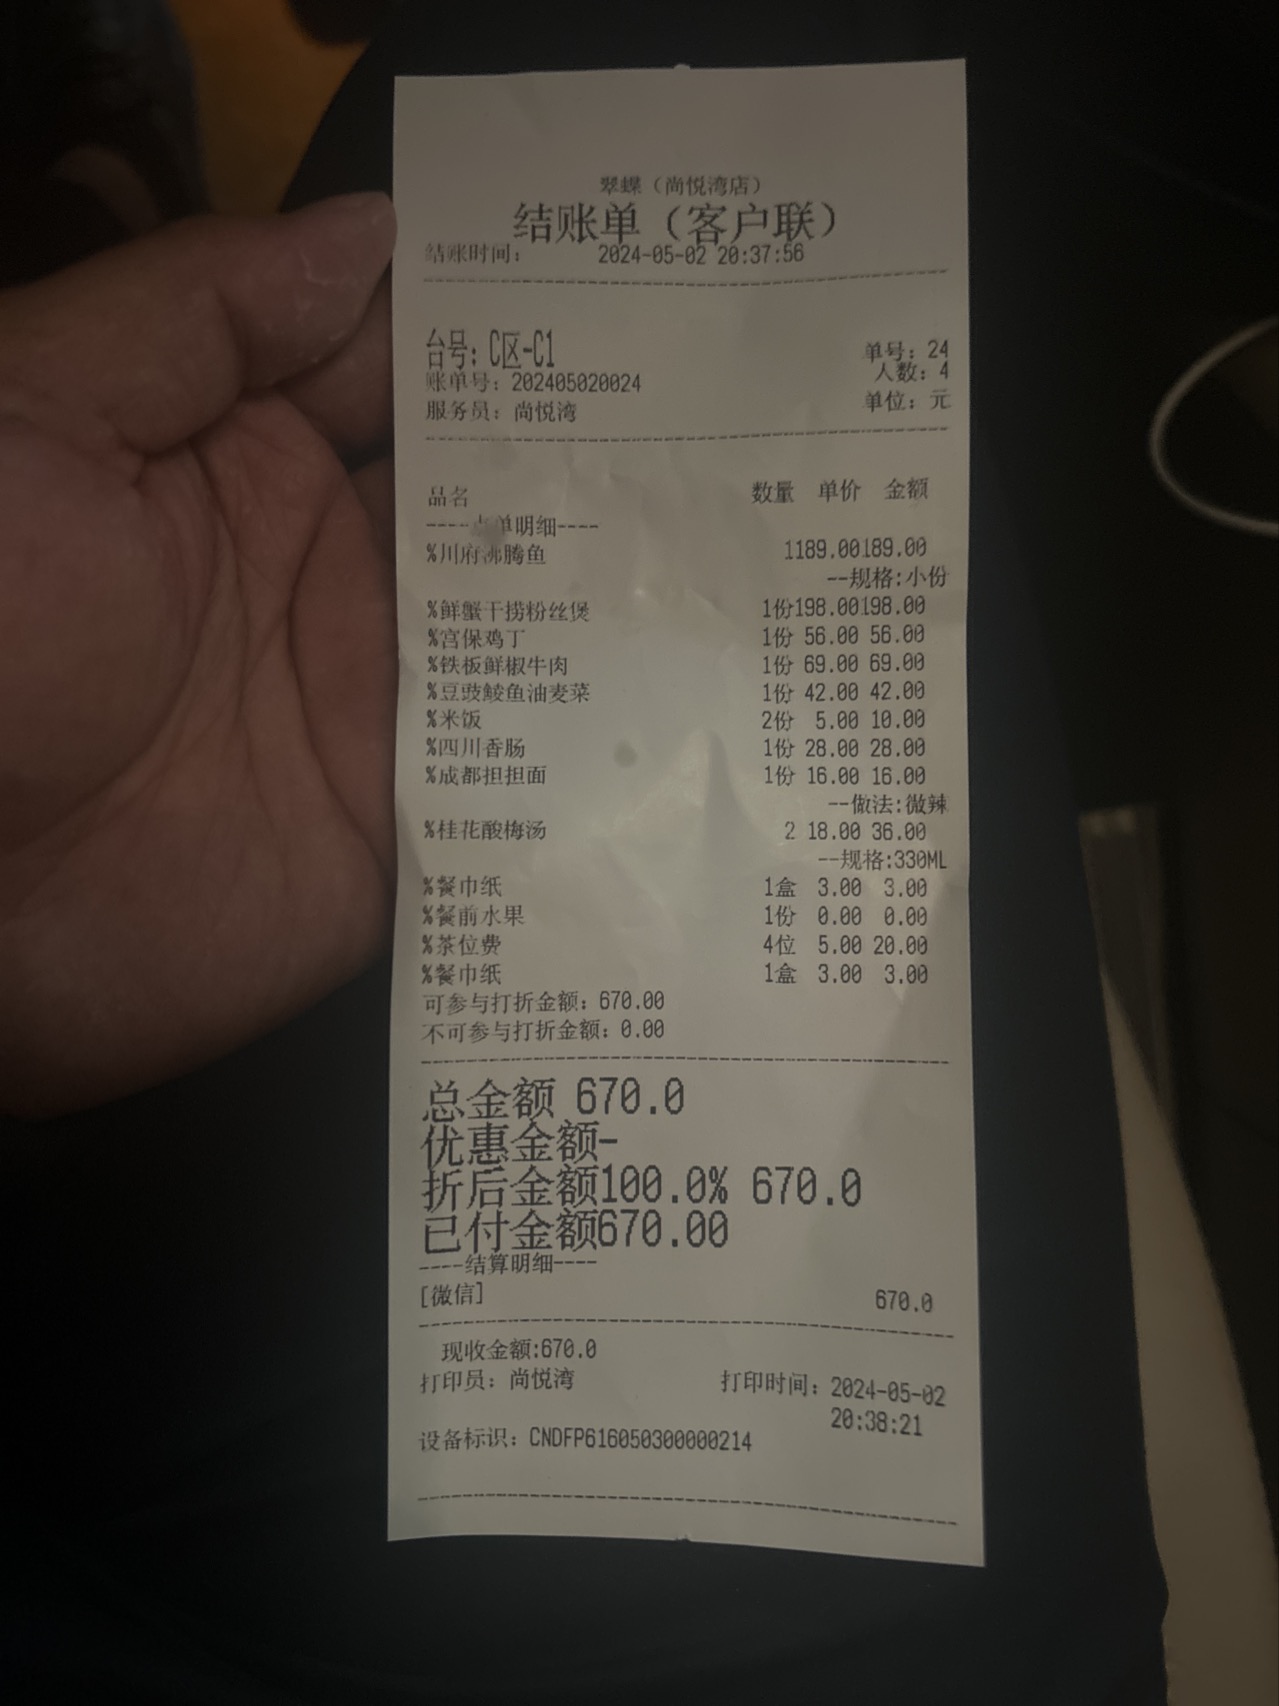 翠蝶（尚悦湾店）
结账单（客户联）
结账时间： 2024-05-02 20:37:56
台号：C区-C1
单号：24
账单号：202405020024
人数：4
服务员：尚悦湾
单位：元
品名 数量 单价 金额
----单明细----
%川府沸腾鱼 1189.00189.00
--规格:小份
%鲜蟹干捞粉丝煲 1份198.00198.00
%宫保鸡丁 1份 56.00 56.00
%铁板鲜椒牛肉 1份 69.00 69.00
%豆豉鲮鱼油麦菜 1份 42.00 42.00
%米饭 2份 5.00 10.00
%四川香肠 1份 28.00 28.00
%成都担担面 1份 16.00 16.00
--做法:微辣
%桂花酸梅汤 2 18.00 36.00
--规格:330ML
%餐巾纸 1盒 3.00 3.00
%餐前水果 1份 0.00 0.00
%茶位费 4位 5.00 20.00
%餐巾纸 1盒 3.00 3.00
可参与打折金额：670.00
不可参与打折金额：0.00
总金额 670.0
优惠金额-
折后金额100.0% 670.0
已付金额670.00
----结算明细----
[微信] 670.0
现收金额:670.0
打印员：尚悦湾 打印时间：2024-05-02
20:38:21
设备标识：CNDFP616050300000214